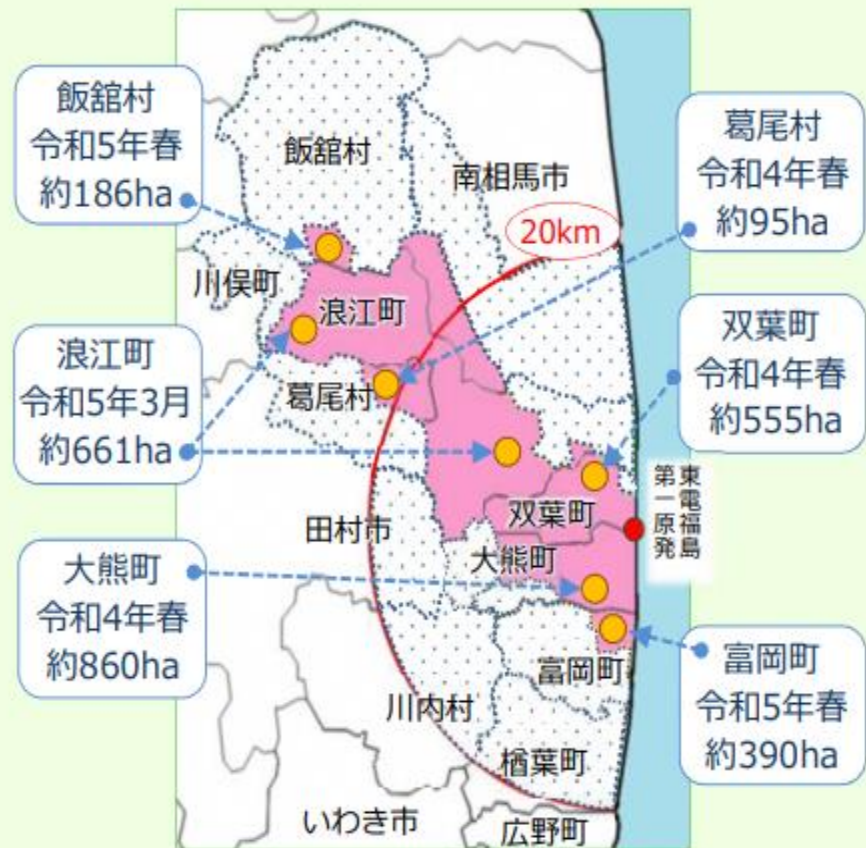 飯舘村
令和5年春
約186ha
浪江町
令和5年3月
約661ha
大熊町
令和4年春
約860ha
飯舘村
南相馬市
20km
川俣町
浪江町
葛尾村
双葉町
田村市
大熊町
富岡町
川内村
楢葉町
いわき市
広野町
東電福島
第一原発
葛尾村
令和4年春
約95ha
双葉町
令和4年春
約555ha
富岡町
令和5年春
約390ha